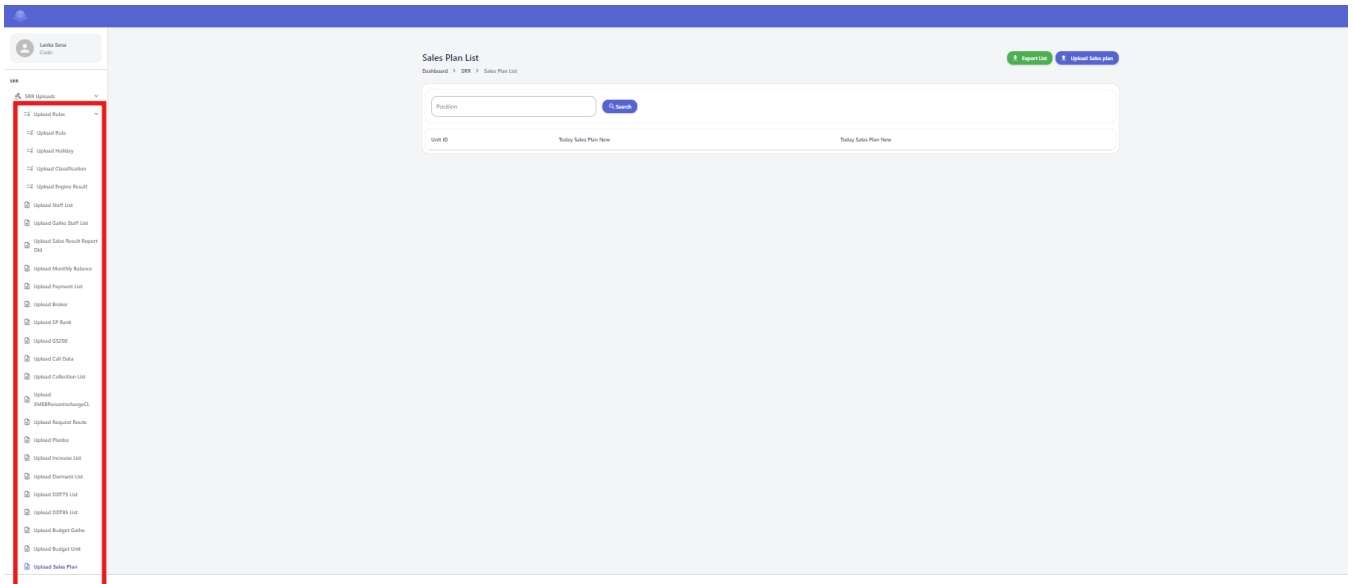 Lanka Sena
Code:
SRR
SRR Uploads
Upload Rules
Upload Rule
Upload Holiday
Upload Classification
Upload Engine Result
Upload Staff List
Upload Gaiho Staff List
Upload Sales Result Report
Old
Upload Monthly Balance
Upload Payment List
Upload Broker
Upload SP Rank
Upload GS200
Upload Call Data
Upload Collection List
Upload
SMEBPersonInchargeCL
Upload Request Route
Upload Planko
Upload Increase List
Upload Dormant List
Upload DDT75 List
Upload DDT85 List
Upload Budget Gaiho
Upload Budget Unit
Upload Sales Plan
Sales Plan List
Dashboard > SRR > Sales Plan List
Export List
Upload Sales plan
Position
Search
Unit ID Today Sales Plan New Today Sales Plan New